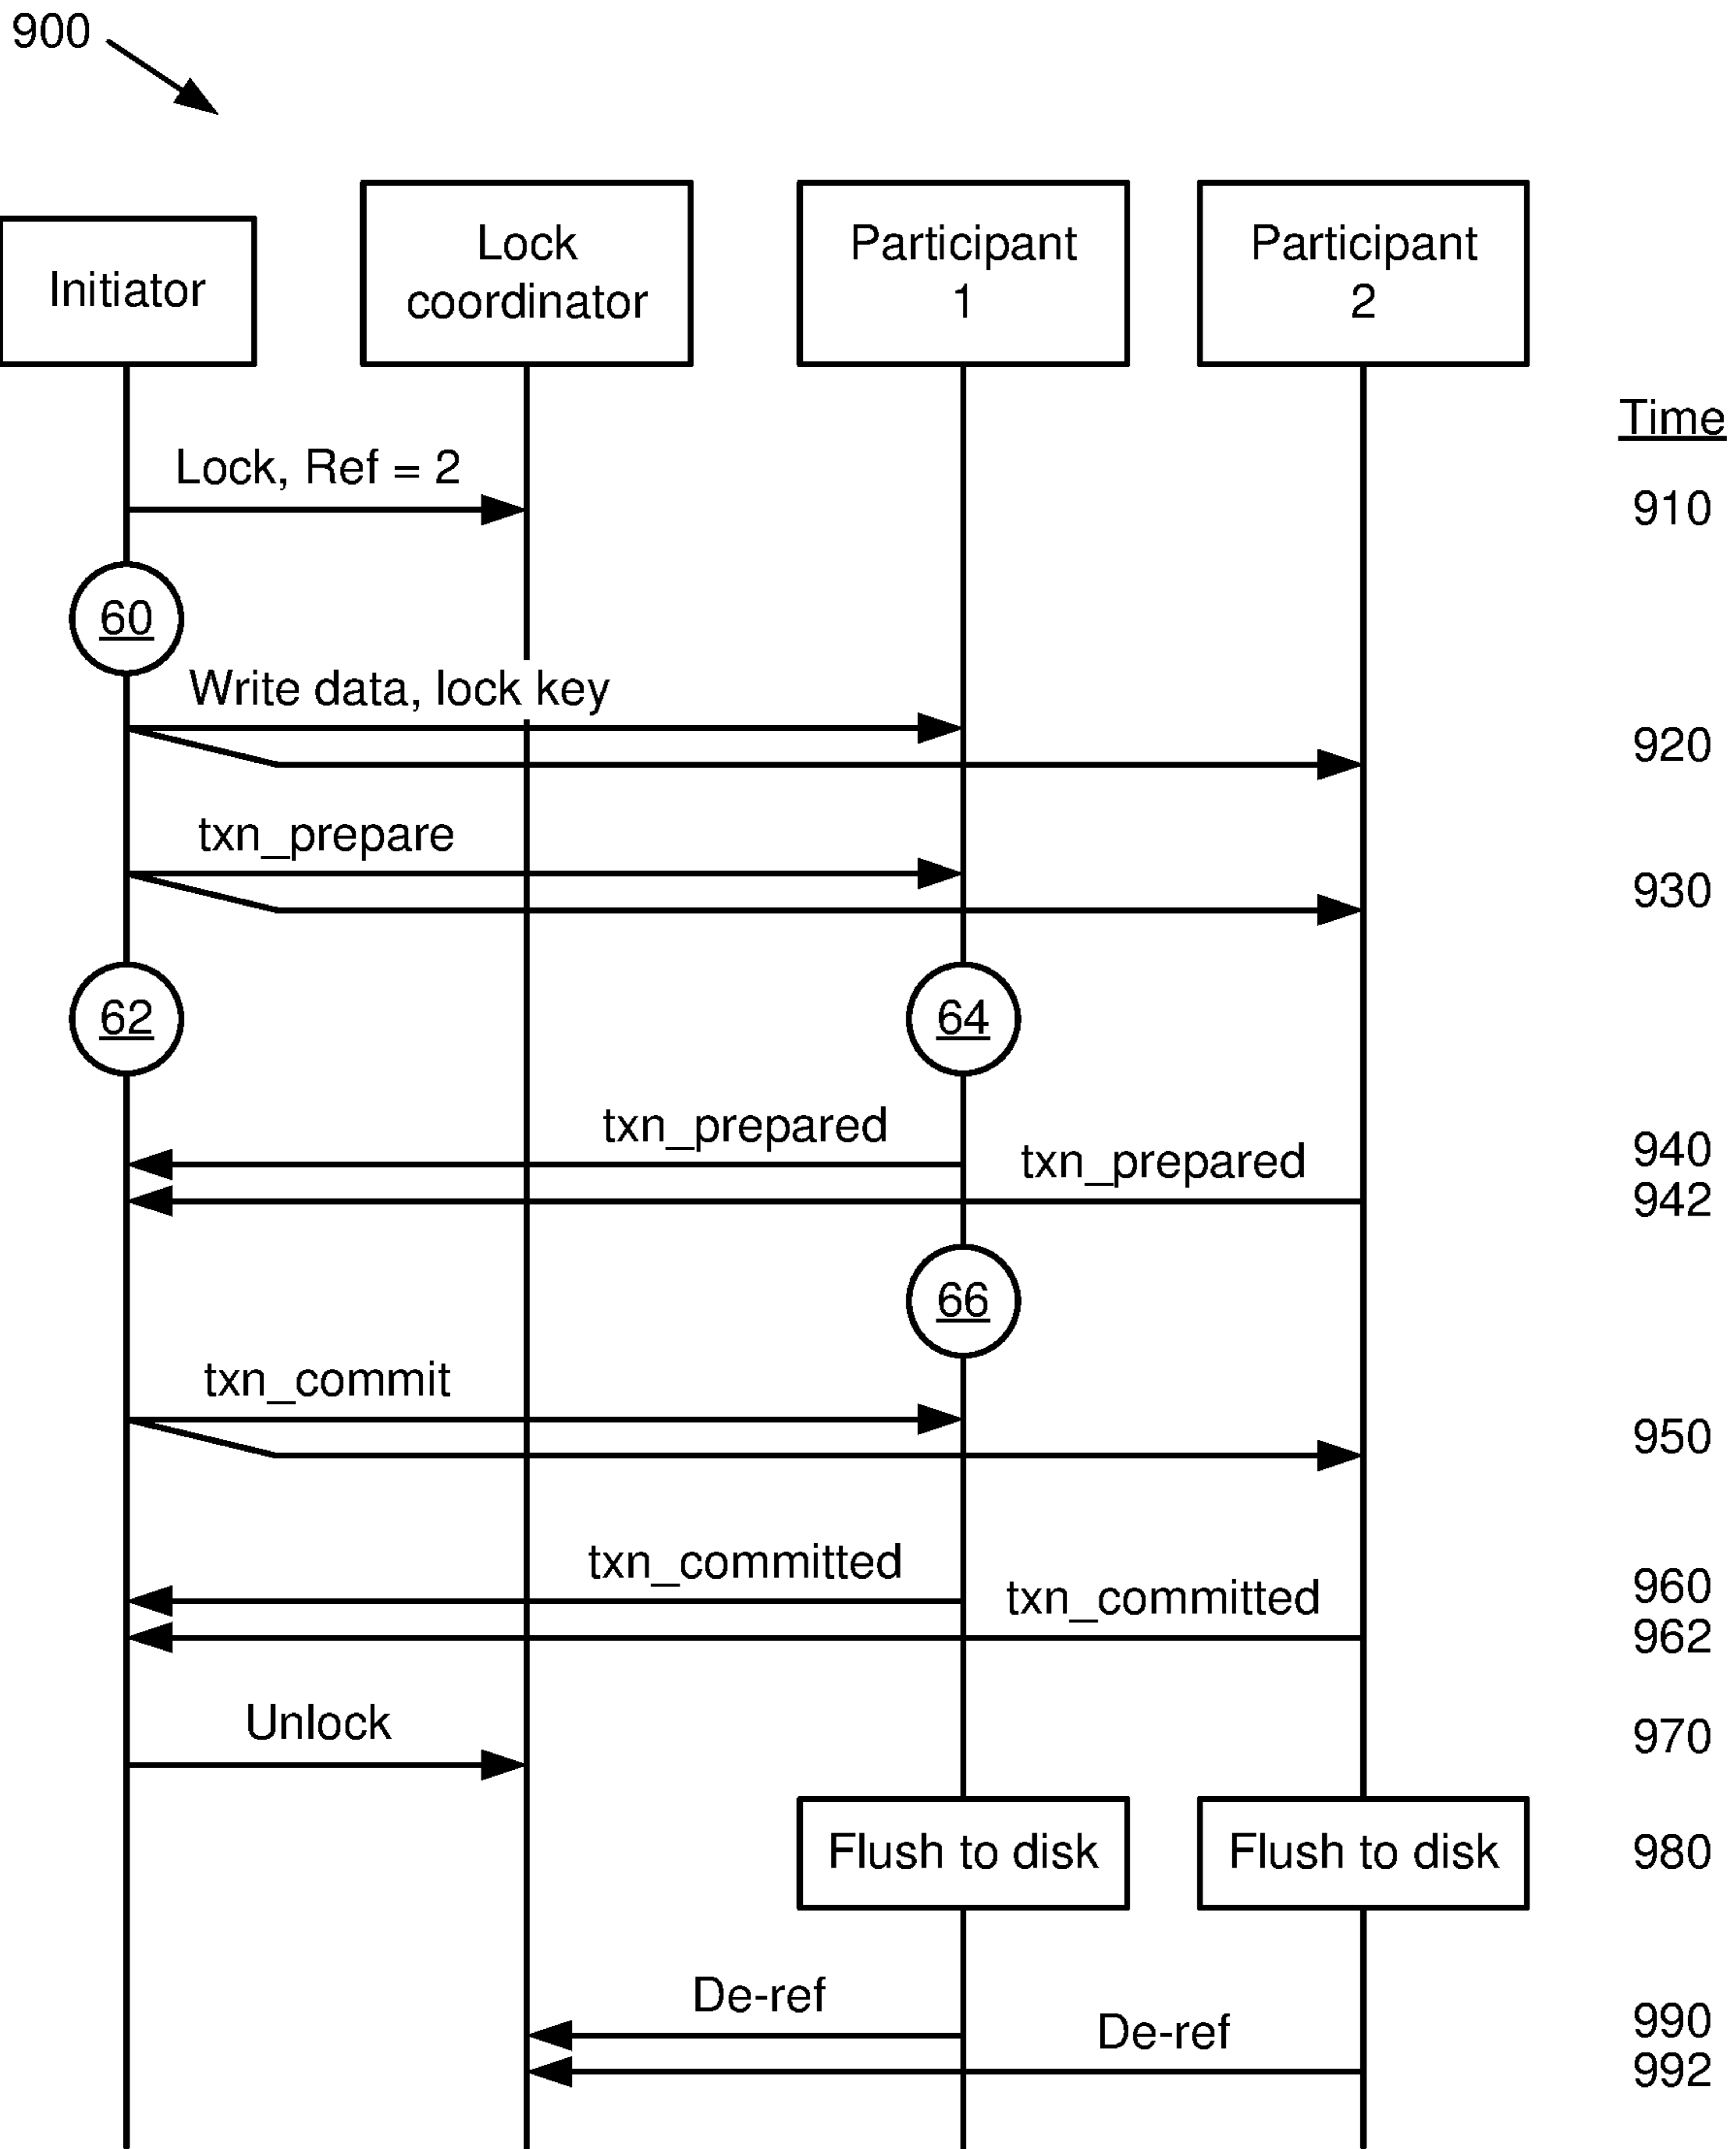 900
Initiator
Lock
coordinator
Participant
1
Participant
2
Time
Lock, Ref = 2
910
60
Write data, lock key
920
txn_prepare
930
62
64
txn_prepared
940
txn_prepared
942
66
txn_commit
950
txn_committed
960
txn_committed
962
Unlock
970
Flush to disk
Flush to disk
980
De-ref
990
De-ref
992